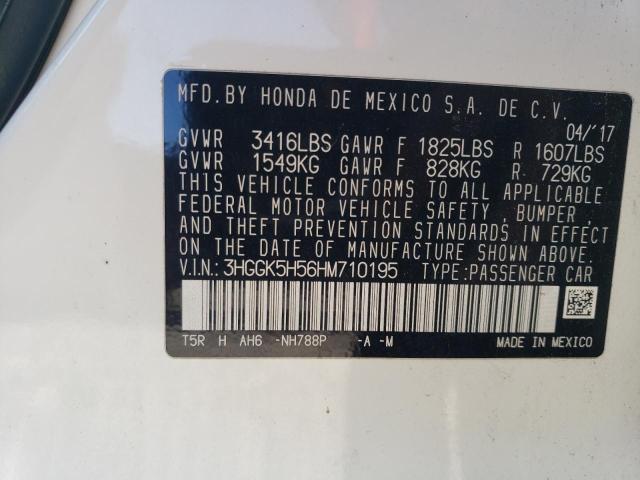 MFD. BY HONDA DE MEXICO S.A. DE C.V.
04/'17
GVWR 3416LBS GAWR F 1825LBS R 1607LBS
GVWR 1549KG GAWR F 828KG R 729KG
THIS VEHICLE CONFORMS TO ALL APPLICABLE
FEDERAL MOTOR VEHICLE SAFETY , BUMPER ,
AND THEFT PREVENTION STANDARDS IN EFFECT
ON THE DATE OF MANUFACTURE SHOWN ABOVE.
V.I.N.: 3HGGK5H56HM710195 TYPE:PASSENGER CAR
T5R H AH6 -NH788P -A -M MADE IN MEXICO